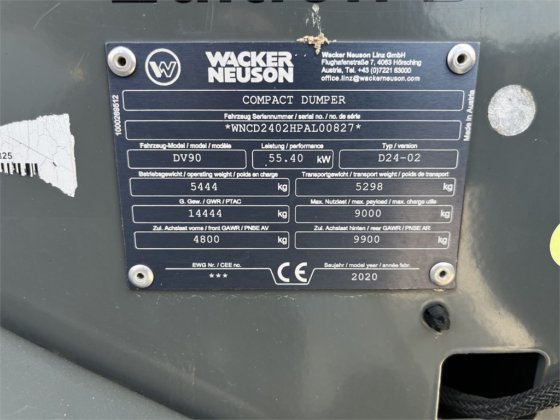 WACKER
NEUSON
Wacker Neuson Linz GmbH
Flughafenstraße 7, 4063 Hörsching
Austria, Tel. +43 (0)7221 63000
office.linz@wackerneuson.com
COMPACT DUMPER
Fahrzeug Seriennummer / serial no. / no. de série
*WNCD2402HPAL00827*
Fahrzeug-Model / model / modèle
Leistung / performance
Typ / version
DV90
55.40 kW
D24-02
Betriebsgewicht / operating weight / poids en charge
Transportgewicht / transport weight / poids de transport
5444 kg
5298 kg
G. Gew. / GWR / PTAC
Max. Nutzlast / max. payload / max. charge utile
14444 kg
9000 kg
Zul. Achslast vorne / front GAWR / PNBE AV
Zul. Achslast hinten / rear GAWR / PNBE AR
4800 kg
9900 kg
EWG Nr. / CEE no.
Baujahr / model year / année fabr.
***
CE
2020
1000269512
Made in Austria
825